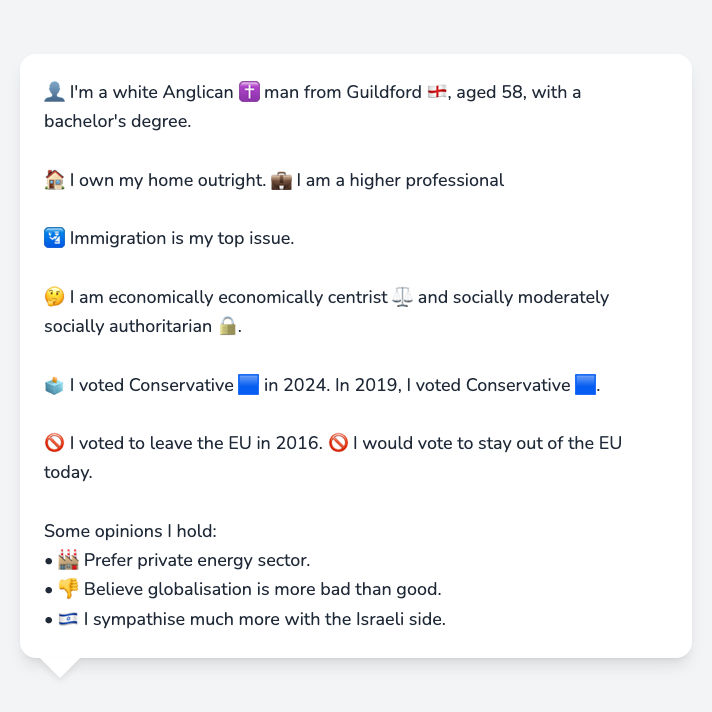 👤 I'm a white Anglican ✝️ man from Guildford 🏴󠁧󠁢󠁥󠁮󠁧󠁿, aged 58, with a
bachelor's degree.
🏠 I own my home outright. 💼 I am a higher professional
🛂 Immigration is my top issue.
🤔 I am economically economically centrist ⚖️ and socially moderately
socially authoritarian 🔒.
🗳️ I voted Conservative 🟦 in 2024. In 2019, I voted Conservative 🟦.
🚫 I voted to leave the EU in 2016. 🚫 I would vote to stay out of the EU
today.
Some opinions I hold:
• 🏭 Prefer private energy sector.
• 👎 Believe globalisation is more bad than good.
• 🇮🇱 I sympathise much more with the Israeli side.